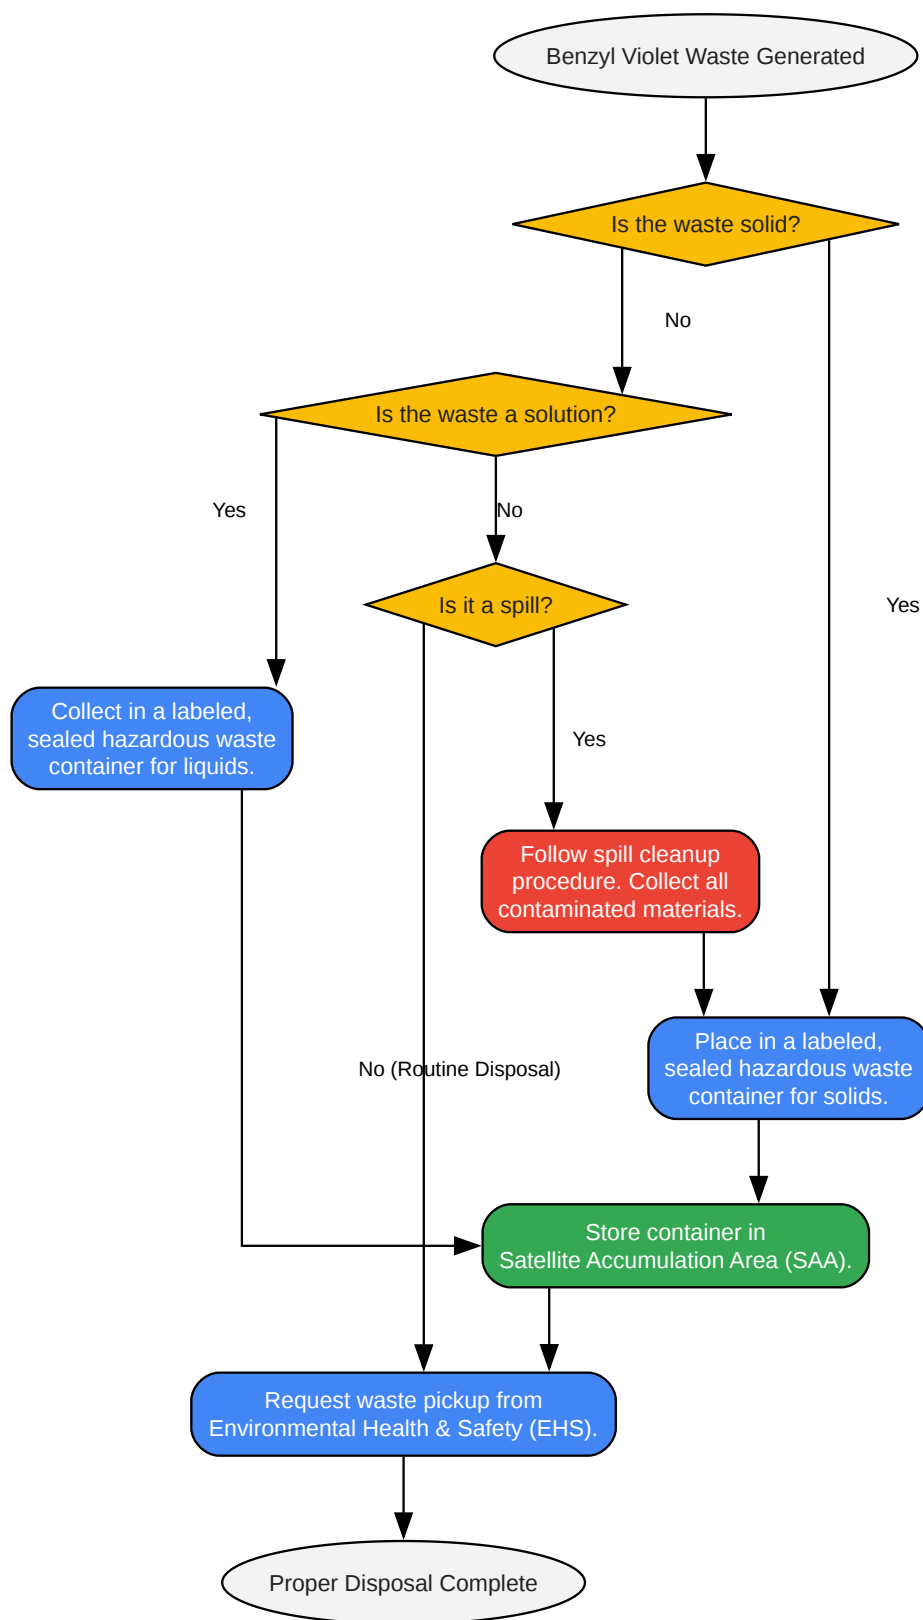 Benzyl Violet Waste Generated
Is the waste solid?
No
Is the waste a solution?
Yes
No
Is it a spill?
Yes
Collect in a labeled,
sealed hazardous waste
container for liquids.
Yes
Follow spill cleanup
procedure. Collect all
contaminated materials.
No (Routine Disposal)
Place in a labeled,
sealed hazardous waste
container for solids.
Store container in
Satellite Accumulation Area (SAA).
Request waste pickup from
Environmental Health & Safety (EHS).
Proper Disposal Complete